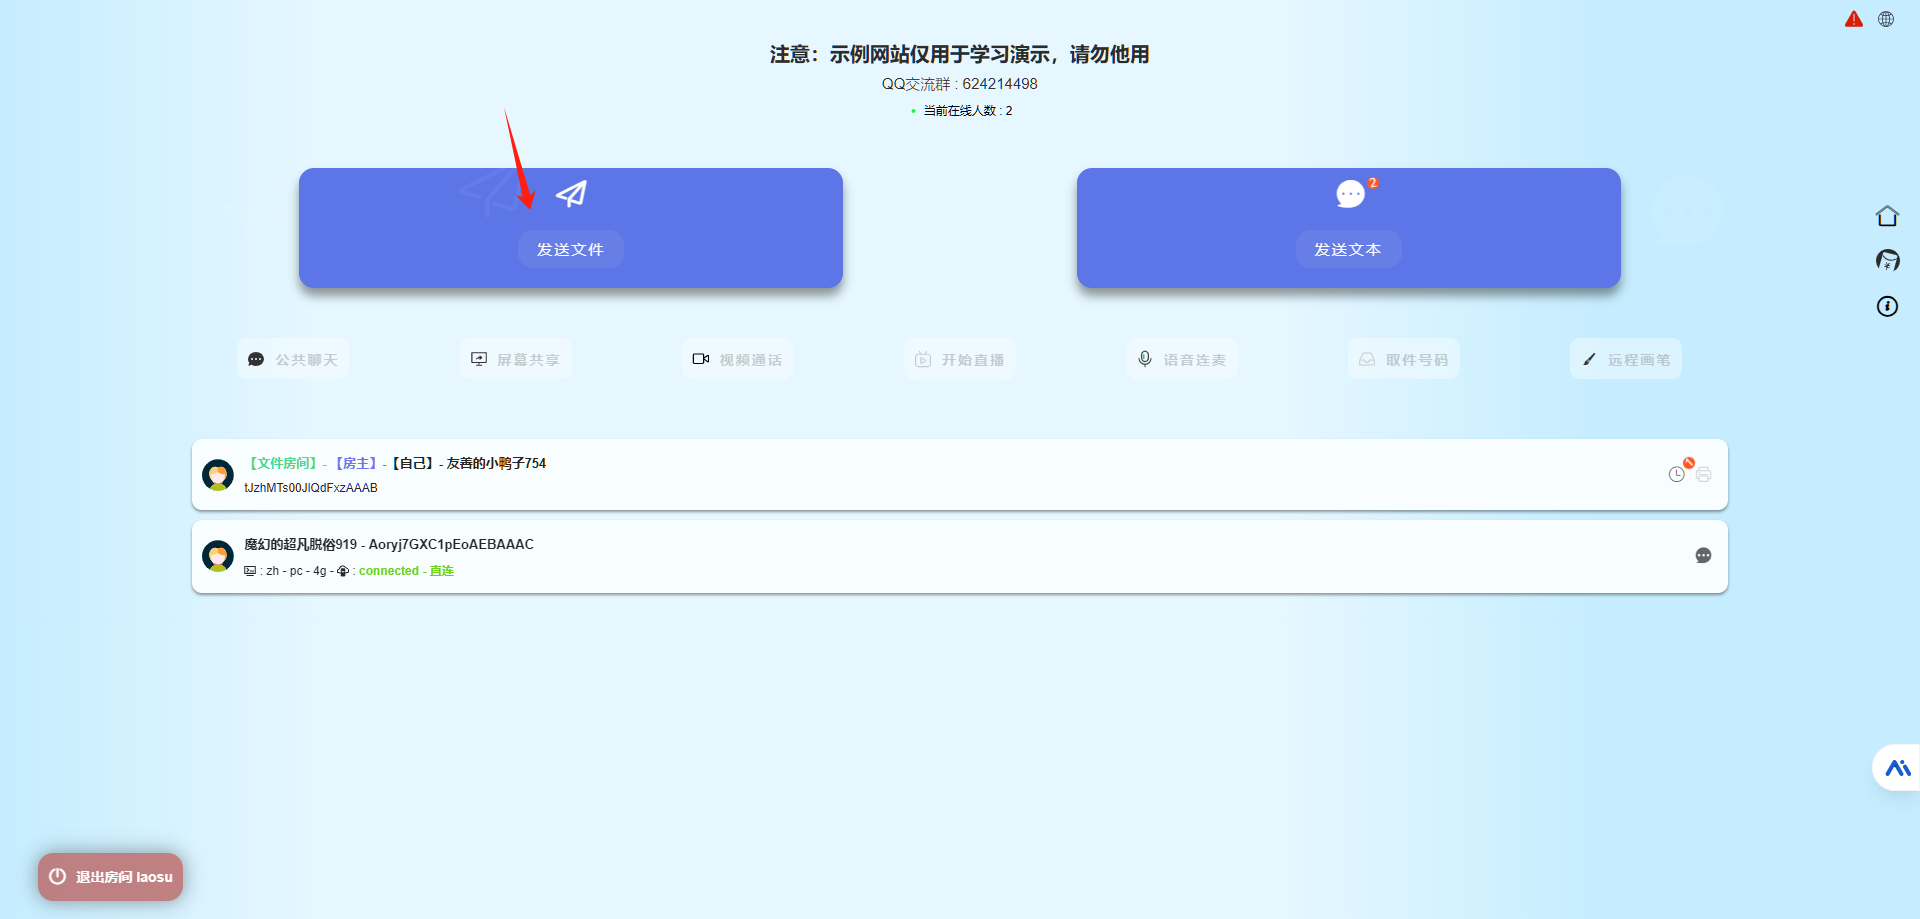 注意：示例网站仅用于学习演示，请勿他用
QQ交流群 : 624214498
当前在线人数 : 2
发送文件
2
发送文本
公共聊天
屏幕共享
视频通话
开始直播
语音连麦
取件号码
远程画笔
【文件房间】 - 【房主】 - 【自己】 - 友善的小鸭子754
tJzhMTs00JIQdFxzAAAB
魔幻的超凡脱俗919 - Aoryj7GXC1pEoAEBAAAC
: zh - pc - 4g - : connected - 直连
退出房间 laosu